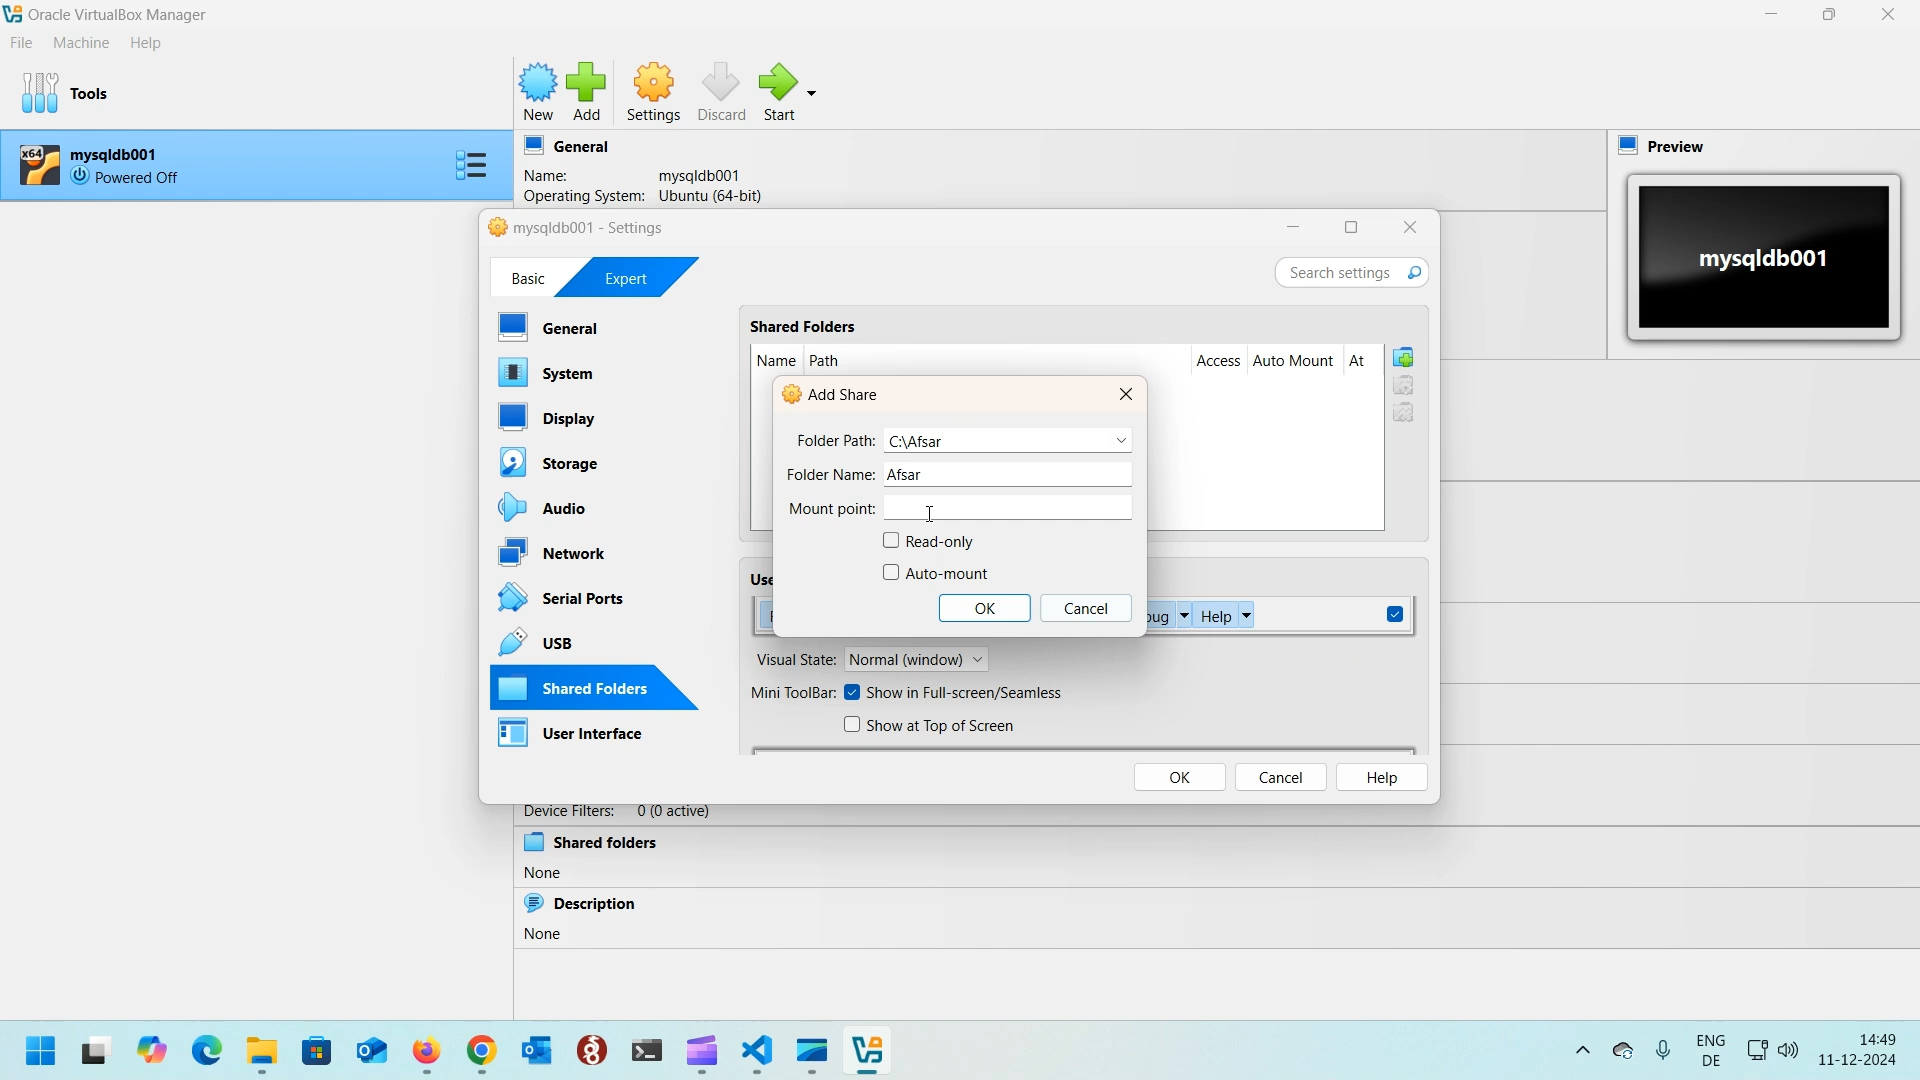 Oracle VirtualBox Manager
File Machine Help
Tools
New Add Settings Discard Start
x64
mysqldb001
Powered Off
General
Name: mysqldb001
Operating System: Ubuntu (64-bit)
Preview
mysqldb001
mysqldb001 - Settings
Basic Expert
Search settings
General
System
Display
Storage
Audio
Network
Serial Ports
USB
Shared Folders
User Interface
Shared Folders
Name Path Access Auto Mount At
Add Share
Folder Path: C:\Afsar
Folder Name: Afsar
Mount point:
Read-only
Auto-mount
OK Cancel
Help
Visual State: Normal (window)
Mini ToolBar: Show in Full-screen/Seamless
Show at Top of Screen
OK Cancel Help
Device Filters: 0 (0 active)
Shared folders
None
Description
None
ENG
DE
14:49
11-12-2024